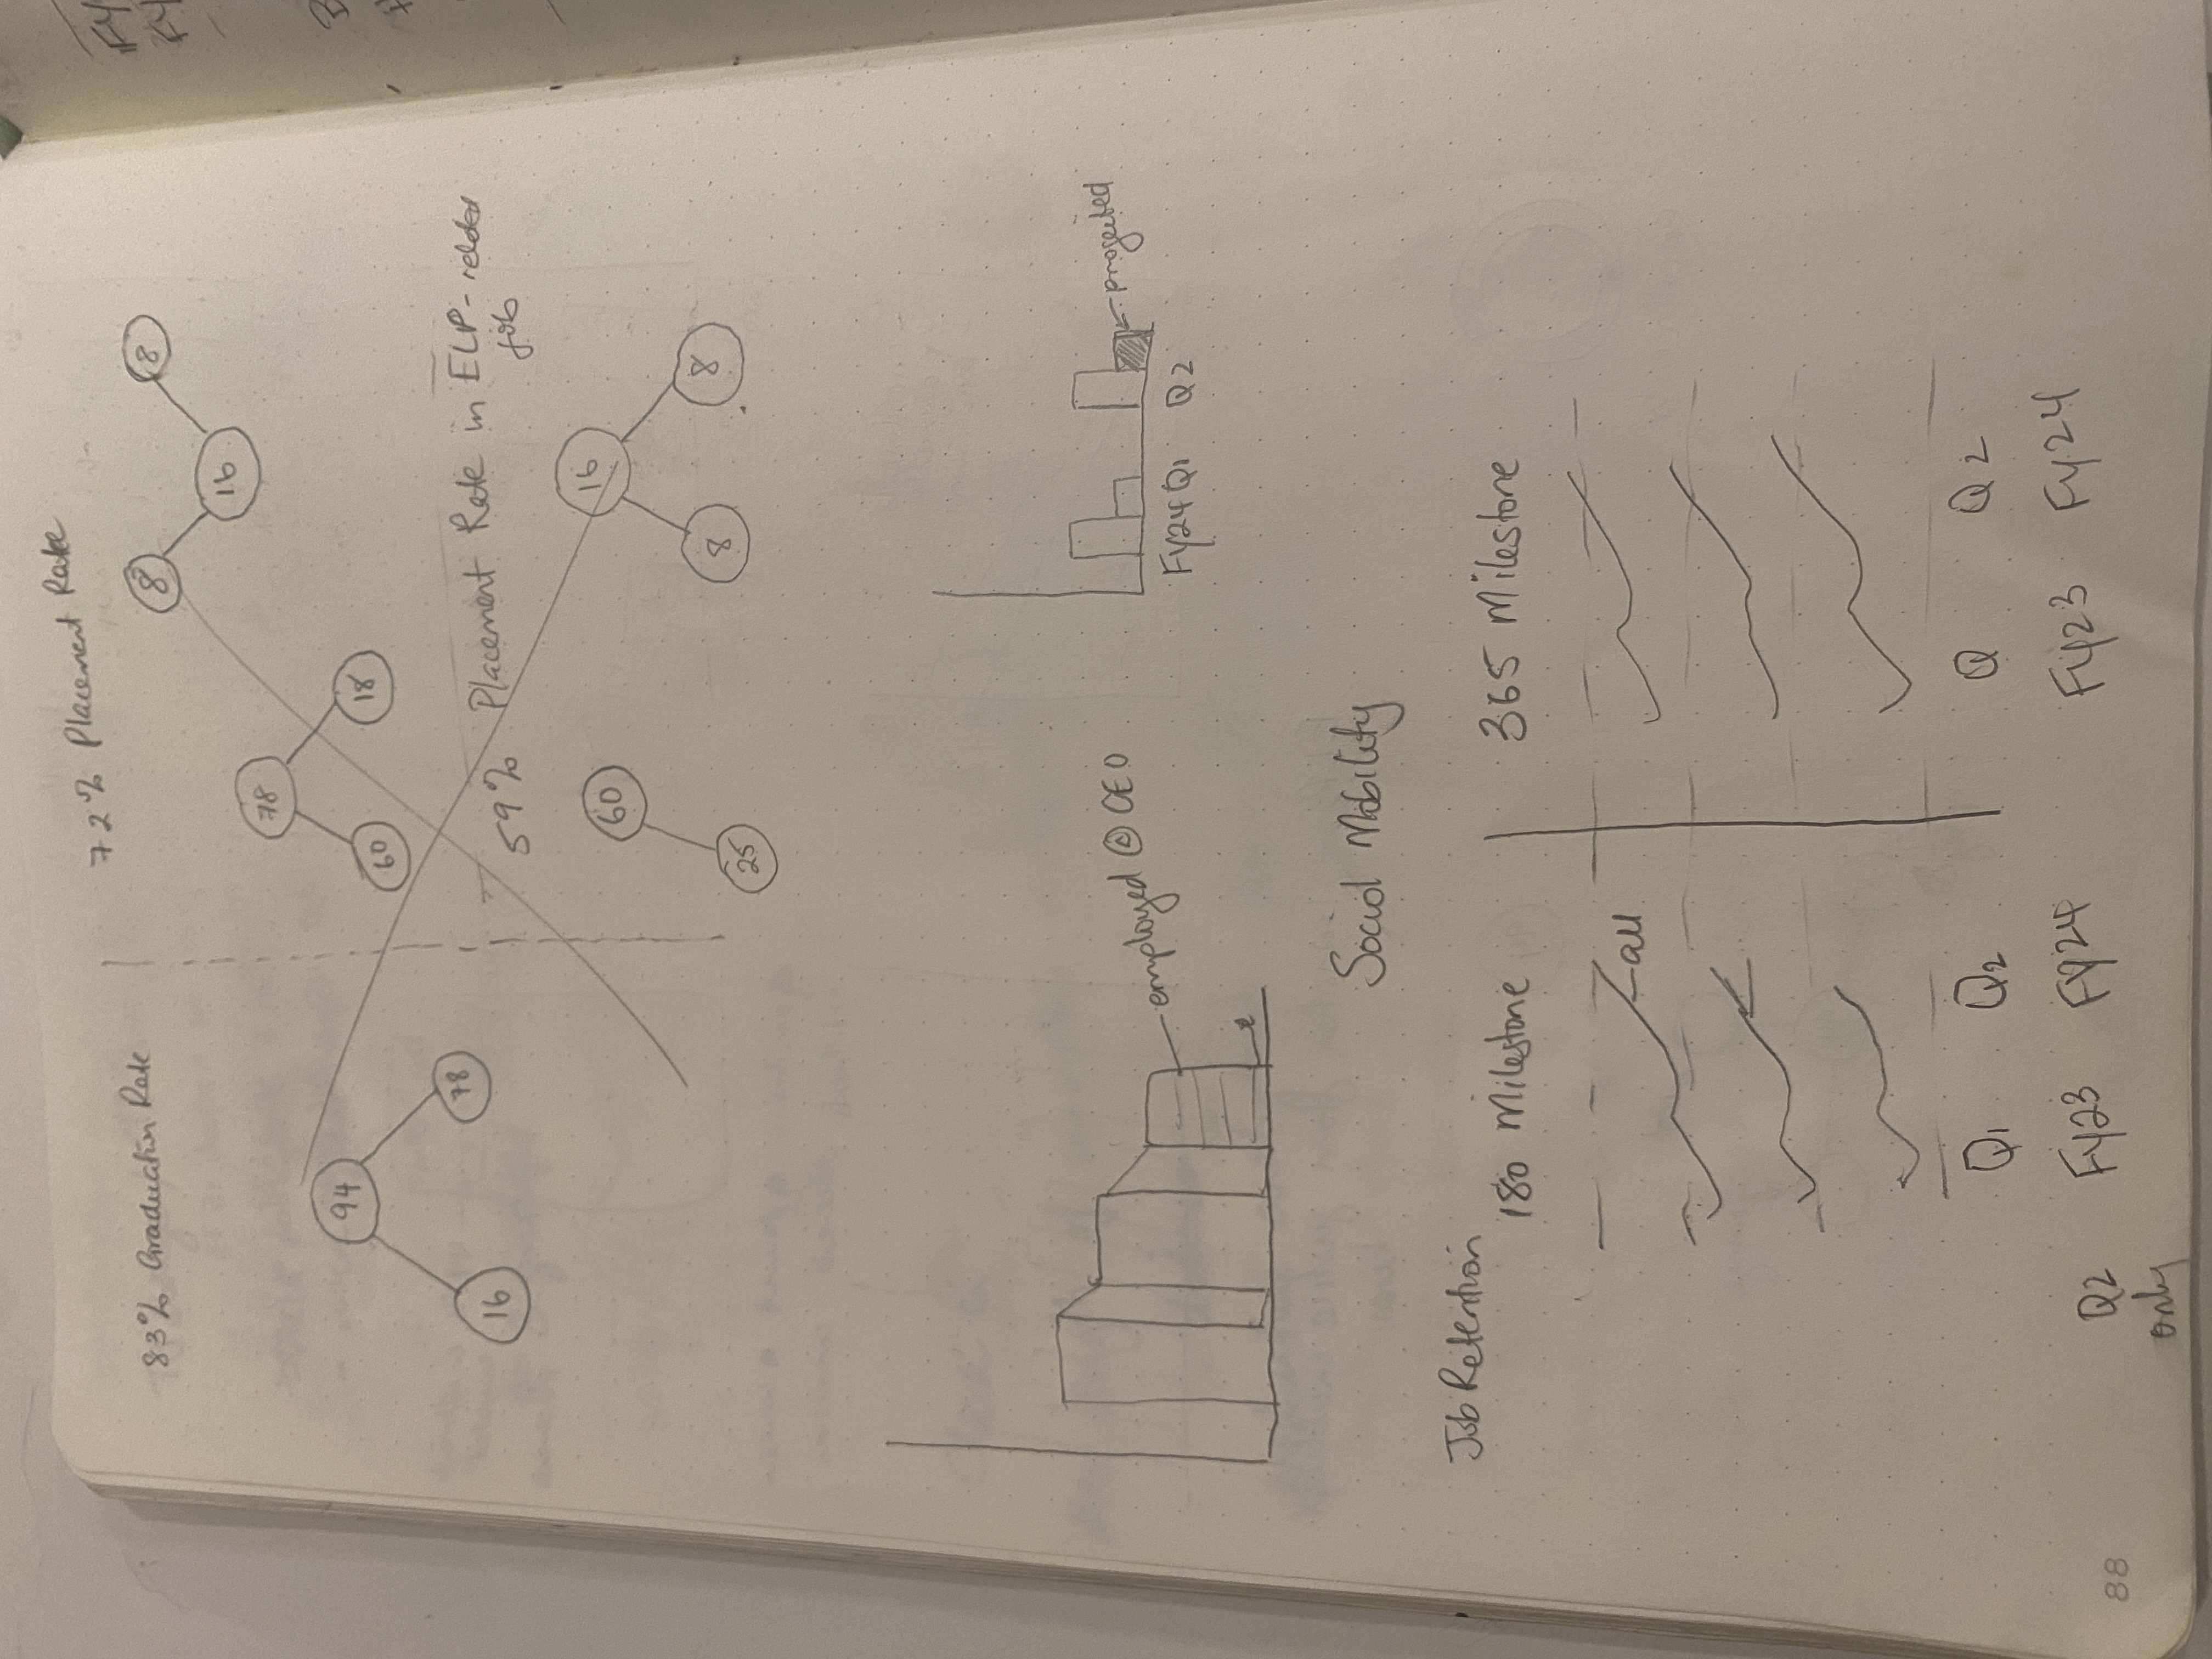 72% Placement Rate
83% Graduation Rate
8
8
16
78
94
60
18
16
78
59% Placement Rate in ELP-related
job
60
16
25
8
8
employed @ CEO
projected
FY24 Q1
Q2
Social Mobility
Job Retention
180 Milestone
365 Milestone
all
Q1
Q2
Q
Q2
Q2
only
FY23
FY24
FY23
FY24
88